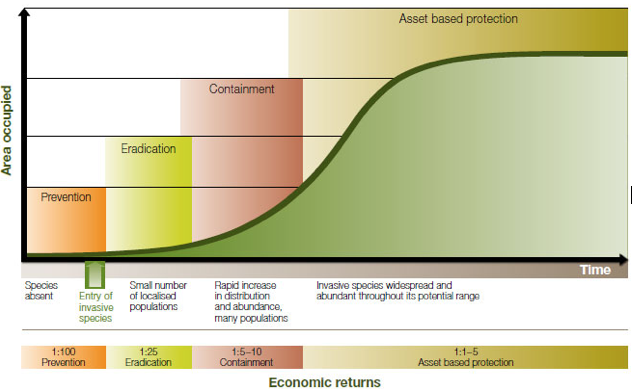 Asset based protection
Containment
Eradication
Prevention
Area occupied
Time
Species
absent
Entry of
invasive
species
Small number
of localised
populations
Rapid increase
in distribution
and abundance,
many populations
Invasive species widespread and
abundant throughout its potential range
1:100
Prevention
1:25
Eradication
1:5–10
Containment
1:1–5
Asset based protection
Economic returns